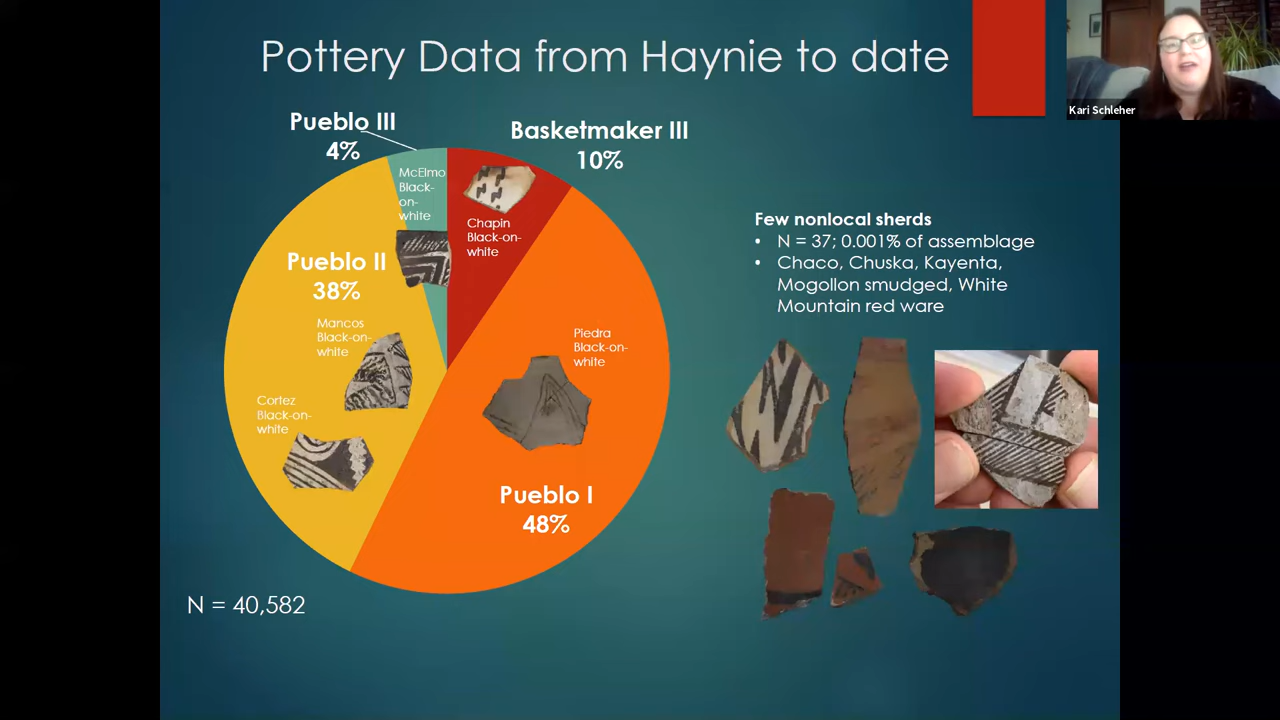 Pottery Data from Haynie to date
Kari Schleher
Pueblo III
4%
Basketmaker III
10%
McElmo
Black-
on-
white
Chapin
Black-on-
white
Pueblo II
38%
Mancos
Black-on-
white
Cortez
Black-on-
white
Piedra
Black-on-
white
Pueblo I
48%
N = 40,582
Few nonlocal sherds
• N = 37; 0.001% of assemblage
• Chaco, Chuska, Kayenta,
Mogollon smudged, White
Mountain red ware